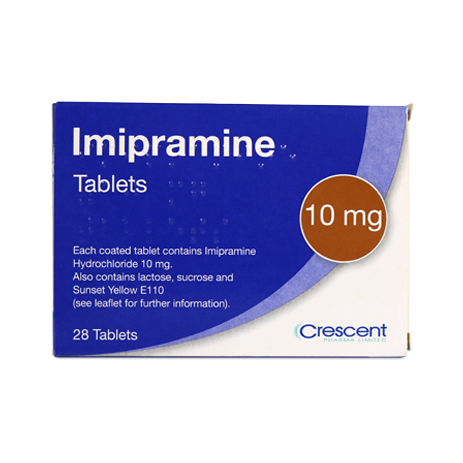 Imipramine
Tablets
10 mg
Each coated tablet contains Imipramine
Hydrochloride 10 mg.
Also contains lactose, sucrose and
Sunset Yellow E110
(see leaflet for further information).
28 Tablets
Crescent
PHARMA LIMITED